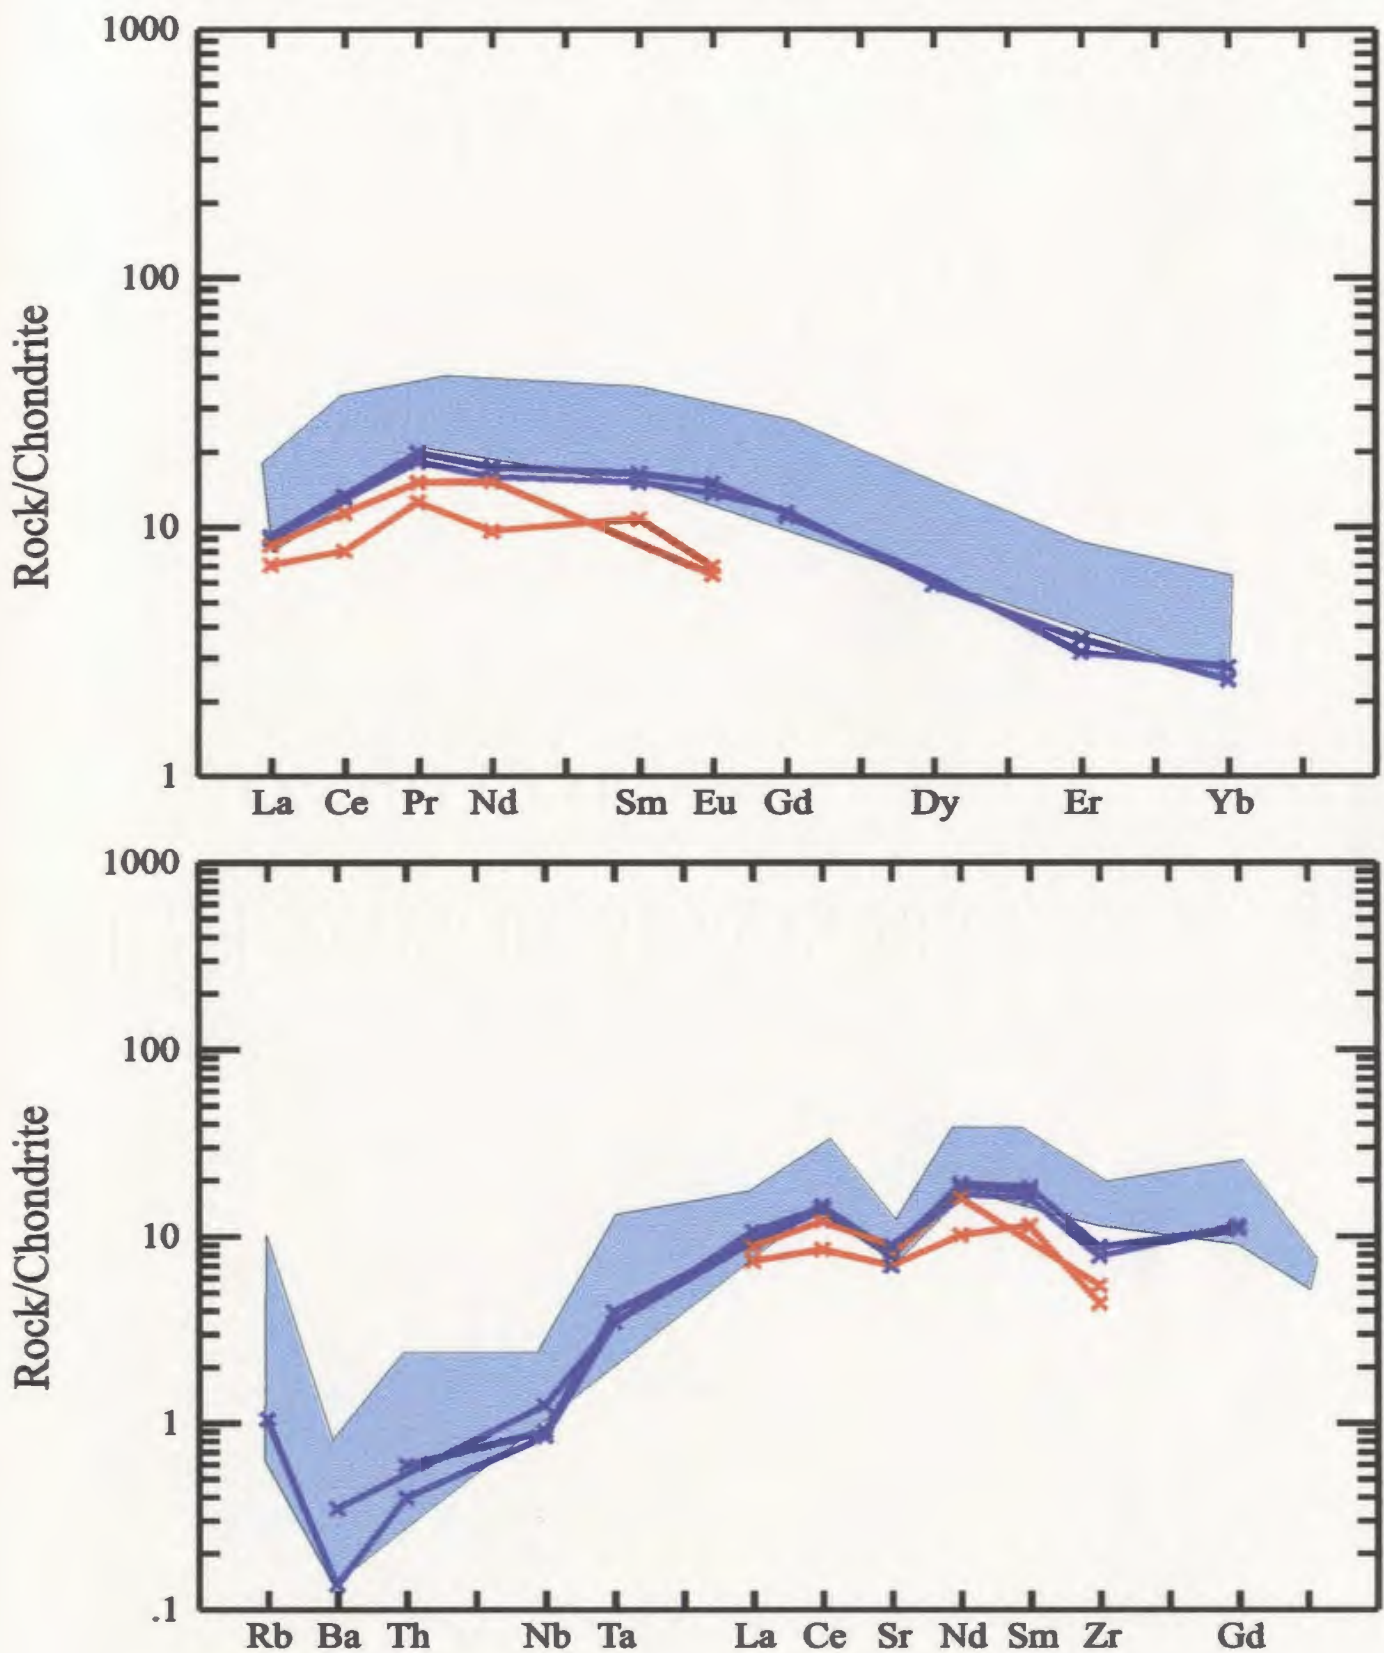 Rock/Chondrite
1000
100
10
1
La Ce Pr Nd Sm Eu Gd Dy Er Yb
Rock/Chondrite
1000
100
10
1
.1
Rb Ba Th Nb Ta La Ce Sr Nd Sm Zr Gd